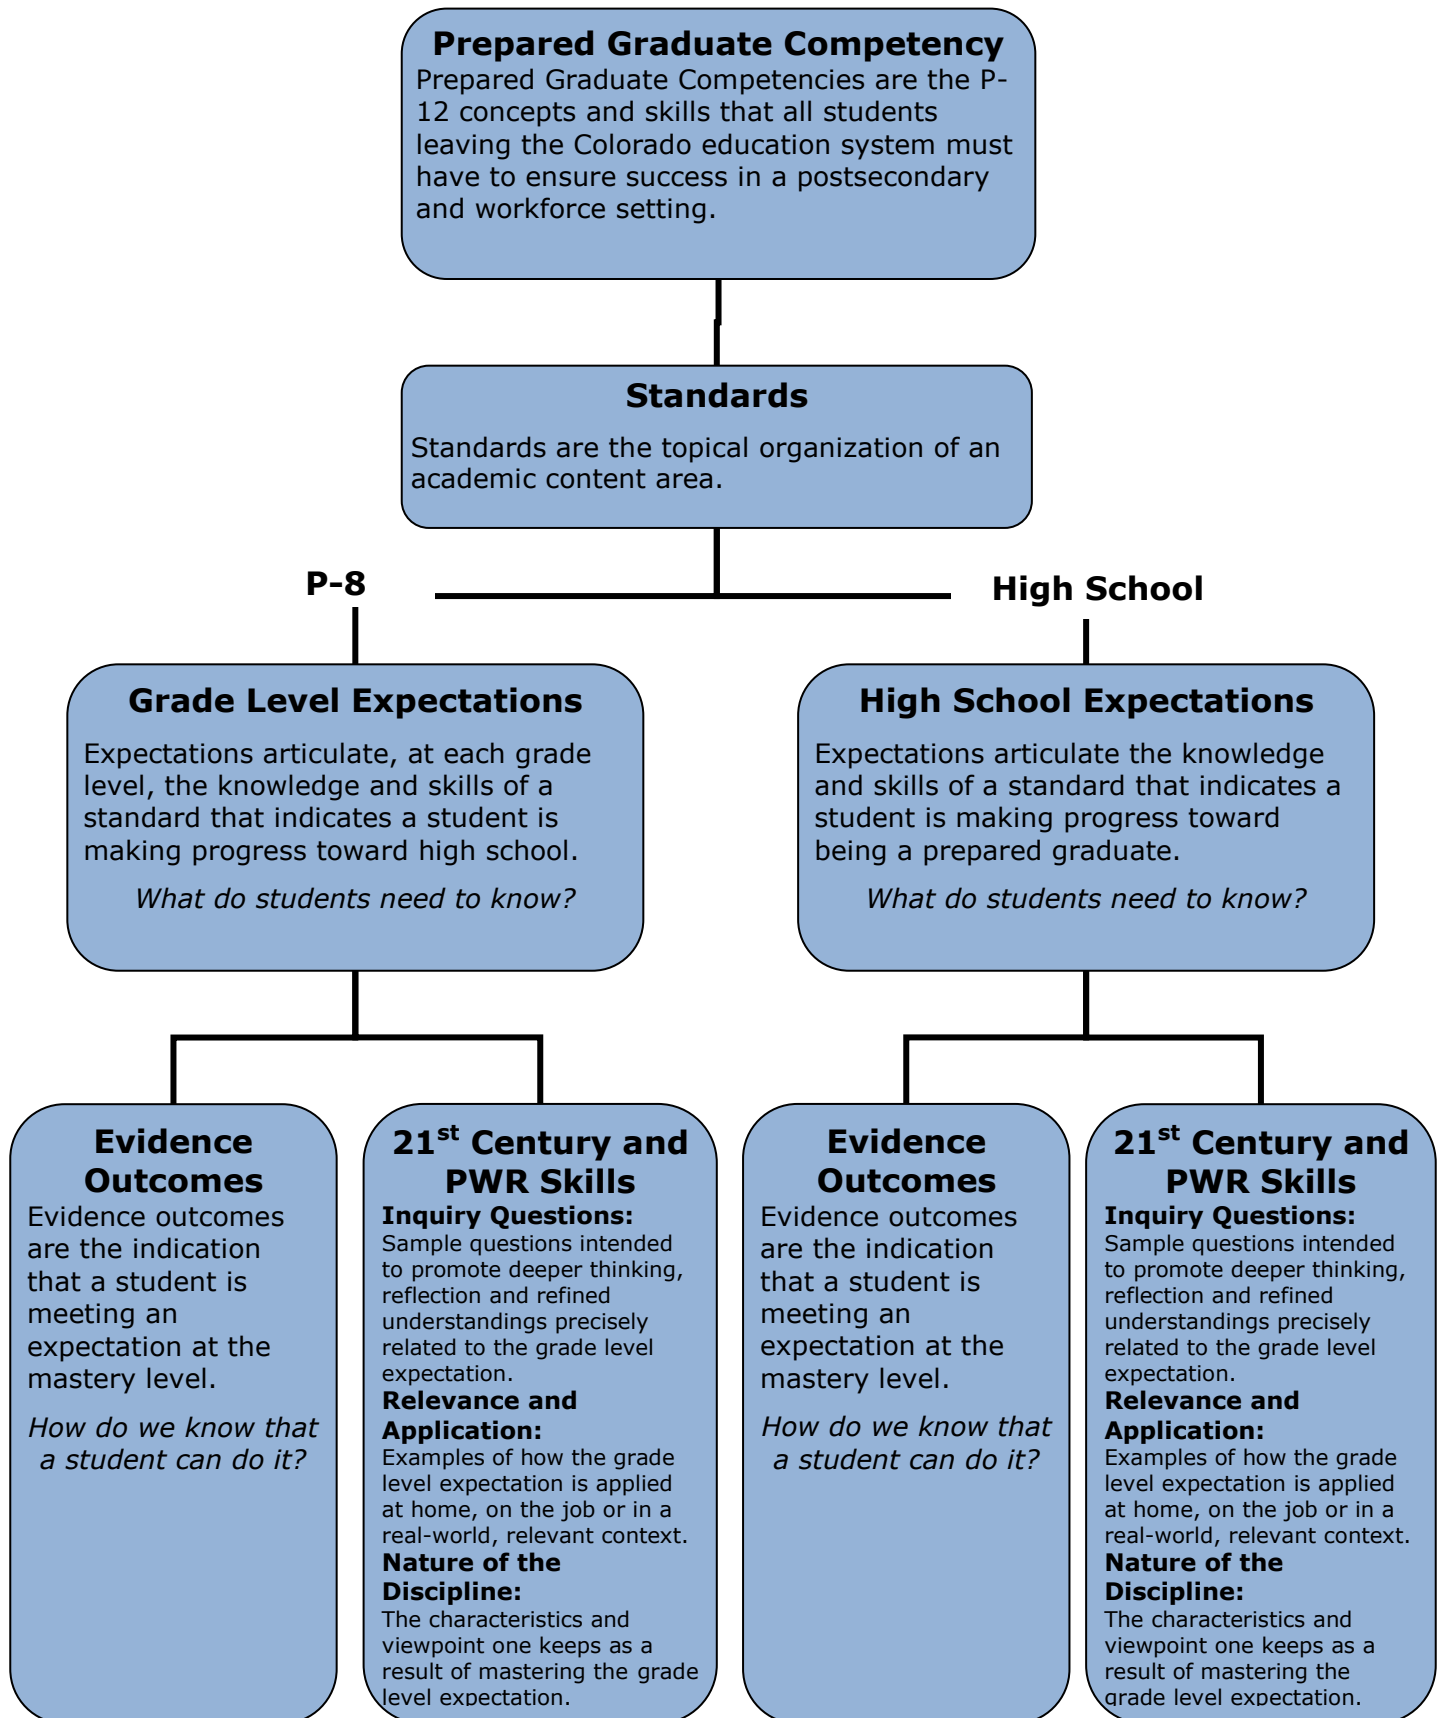 Prepared Graduate Competency
Prepared Graduate Competencies are the P-
12 concepts and skills that all students
leaving the Colorado education system must
have to ensure success in a postsecondary
and workforce setting.
Standards
Standards are the topical organization of an
academic content area.
P-8
High School
Grade Level Expectations
Expectations articulate, at each grade
level, the knowledge and skills of a
standard that indicates a student is
making progress toward high school.
What do students need to know?
High School Expectations
Expectations articulate the knowledge
and skills of a standard that indicates a
student is making progress toward
being a prepared graduate.
What do students need to know?
Evidence
Outcomes
Evidence outcomes
are the indication
that a student is
meeting an
expectation at the
mastery level.
How do we know that
a student can do it?
21st Century and
PWR Skills
Inquiry Questions:
Sample questions intended
to promote deeper thinking,
reflection and refined
understandings precisely
related to the grade level
expectation.
Relevance and
Application:
Examples of how the grade
level expectation is applied
at home, on the job or in a
real-world, relevant context.
Nature of the
Discipline:
The characteristics and
viewpoint one keeps as a
result of mastering the grade
level expectation.
Evidence
Outcomes
Evidence outcomes
are the indication
that a student is
meeting an
expectation at the
mastery level.
How do we know that
a student can do it?
21st Century and
PWR Skills
Inquiry Questions:
Sample questions intended
to promote deeper thinking,
reflection and refined
understandings precisely
related to the grade level
expectation.
Relevance and
Application:
Examples of how the grade
level expectation is applied
at home, on the job or in a
real-world, relevant context.
Nature of the
Discipline:
The characteristics and
viewpoint one keeps as a
result of mastering the
grade level expectation.